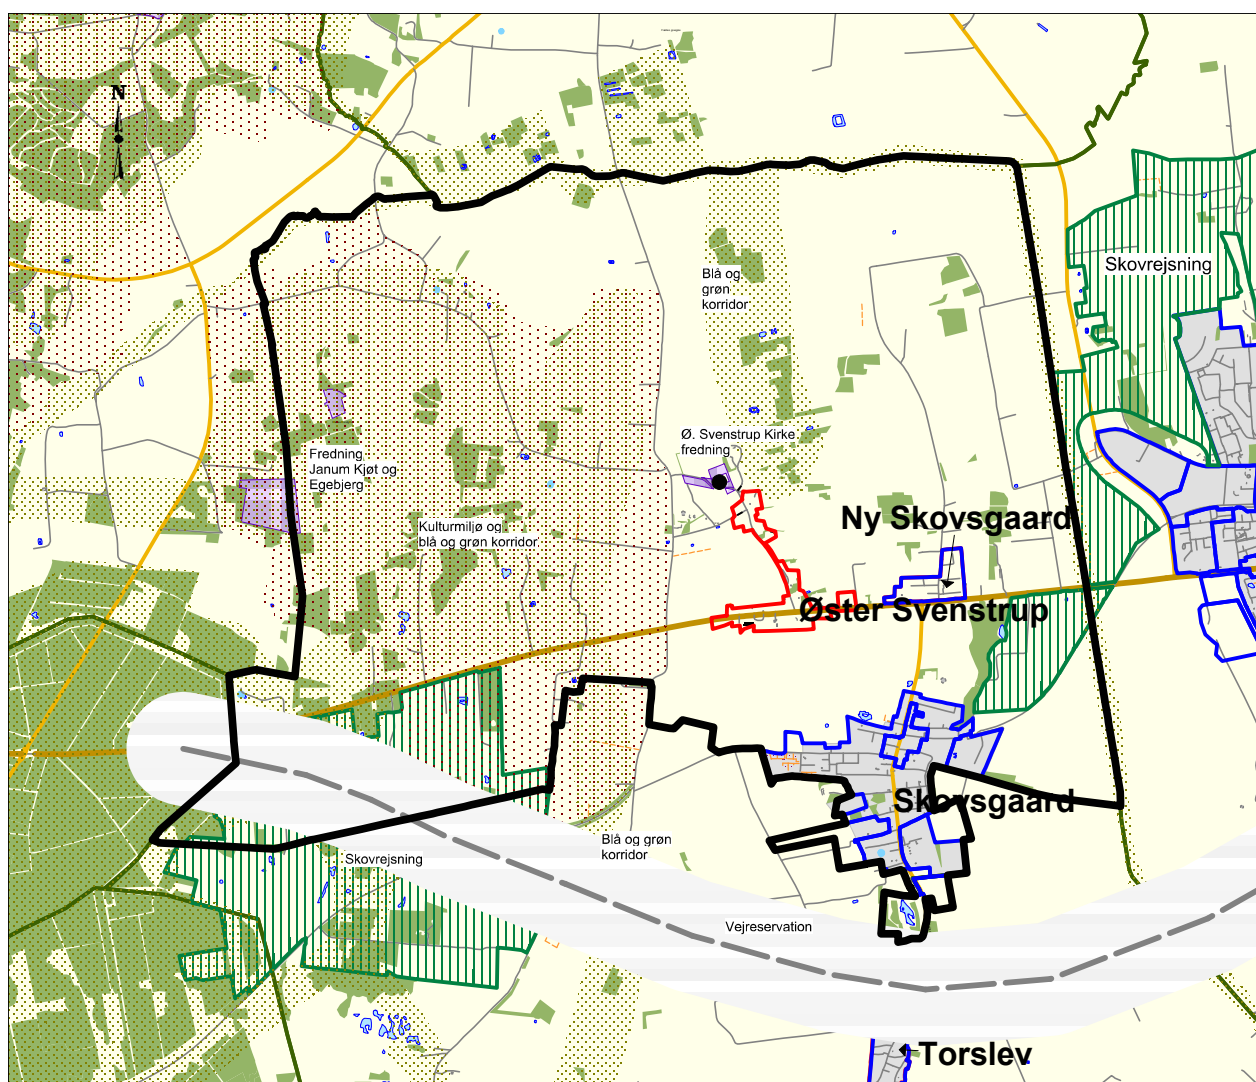 N
Skovrejsning
Blå og
grøn
korridor
Ø. Svenstrup Kirke
fredning
Fredning
Janum Kjøt og
Egebjerg
Kulturmiljø og
blå og grøn korridor
Ny Skovsgaard
Øster Svenstrup
Skovsgaard
Blå og grøn
korridor
Skovrejsning
Vejreservation
Torslev